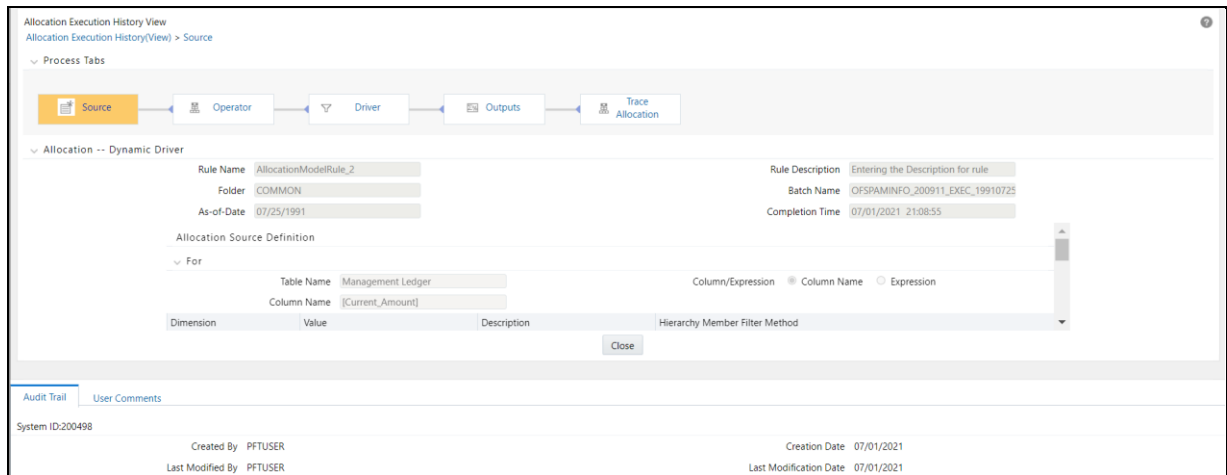 Allocation Execution History View
Allocation Execution History(View) > Source
Process Tabs
Source
Operator
Driver
Outputs
Trace
Allocation
Allocation -- Dynamic Driver
Rule Name AllocationModelRule_2 Rule Description Entering the Description for rule
Folder COMMON Batch Name OFSPAMINFO_200911_EXEC_19910725
As-of-Date 07/25/1991 Completion Time 07/01/2021 21:08:55
Allocation Source Definition
For
Table Name Management Ledger Column/Expression Column Name Expression
Column Name [Current_Amount]
Dimension Value Description Hierarchy Member Filter Method
Close
Audit Trail User Comments
System ID:200498
Created By PFTUSER Creation Date 07/01/2021
Last Modified By PFTUSER Last Modification Date 07/01/2021